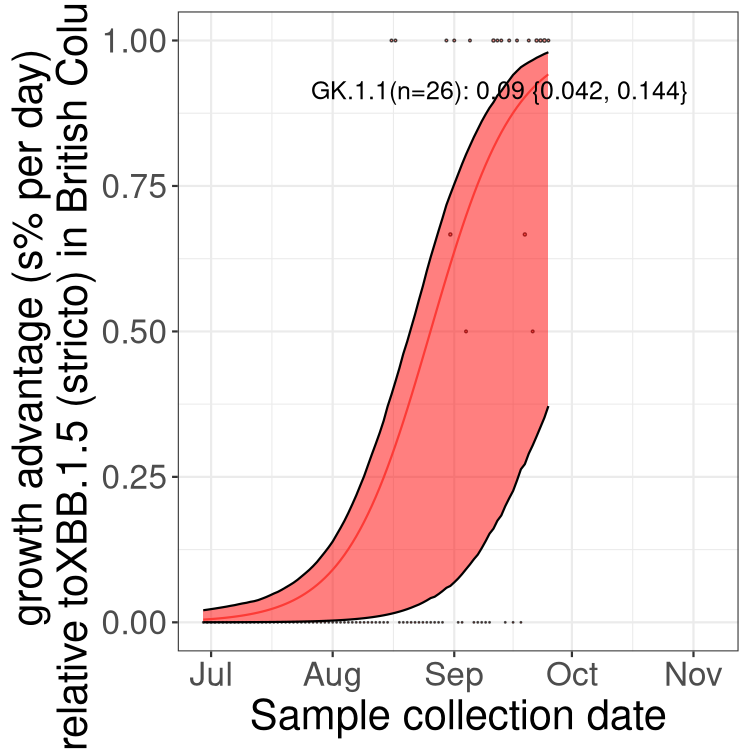 growth advantage (s% per day)
relative toXBB.1.5 (stricto) in British Colu
1.00
0.75
0.50
0.25
0.00
GK.1.1(n=26): 0.09 {0.042, 0.144}
Jul Aug Sep Oct Nov
Sample collection date